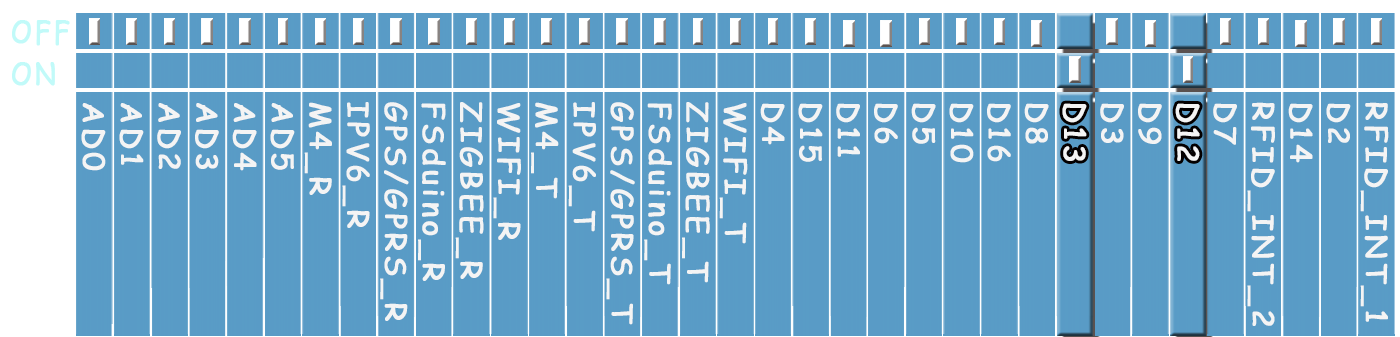 OFF
ON
AD0
AD1
AD2
AD3
AD4
AD5
M4_R
IPV6_R
GPS/GPRS_R
FSduino_R
ZIGBEE_R
WIFI_R
M4_T
IPV6_T
GPS/GPRS_T
FSduino_T
ZIGBEE_T
WIFI_T
D4
D15
D11
D6
D5
D10
D16
D8
D13
D3
D9
D12
D7
RFID_INT_2
D14
D2
RFID_INT_1